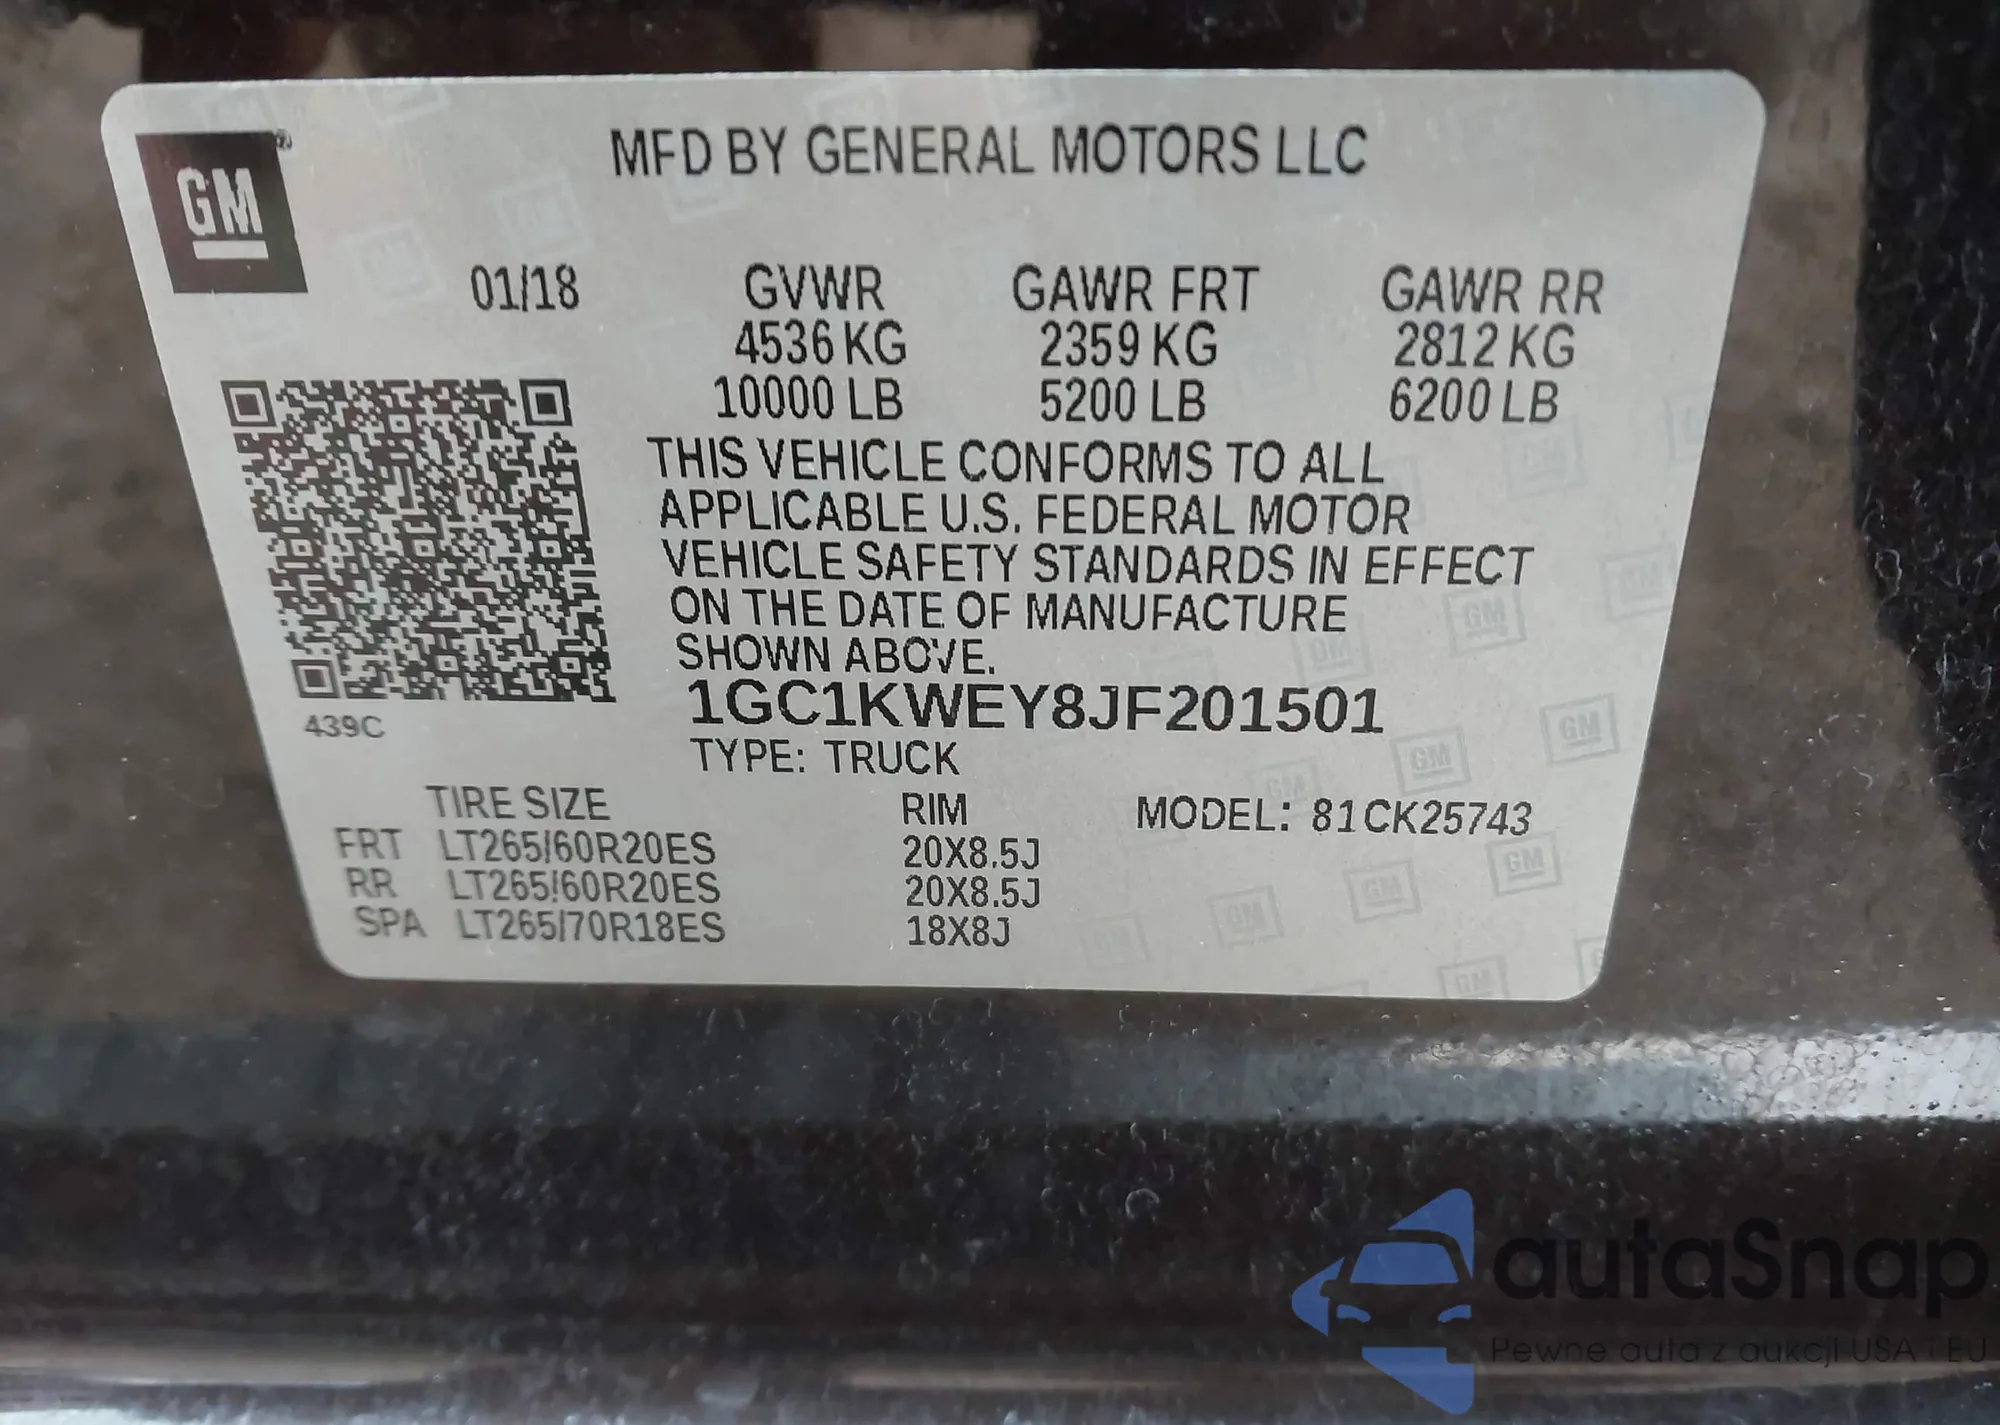 GM
MFD BY GENERAL MOTORS LLC
01/18 GVWR GAWR FRT GAWR RR
4536 KG 2359 KG 2812 KG
10000 LB 5200 LB 6200 LB
THIS VEHICLE CONFORMS TO ALL
APPLICABLE U.S. FEDERAL MOTOR
VEHICLE SAFETY STANDARDS IN EFFECT
ON THE DATE OF MANUFACTURE
SHOWN ABOVE.
1GC1KWEY8JF201501
439C
TYPE: TRUCK
TIRE SIZE RIM MODEL: 81CK25743
FRT LT265/60R20ES 20X8.5J
RR LT265/60R20ES 20X8.5J
SPA LT265/70R18ES 18X8J
autaSnap
Pewne auta z aukcji USA i EU